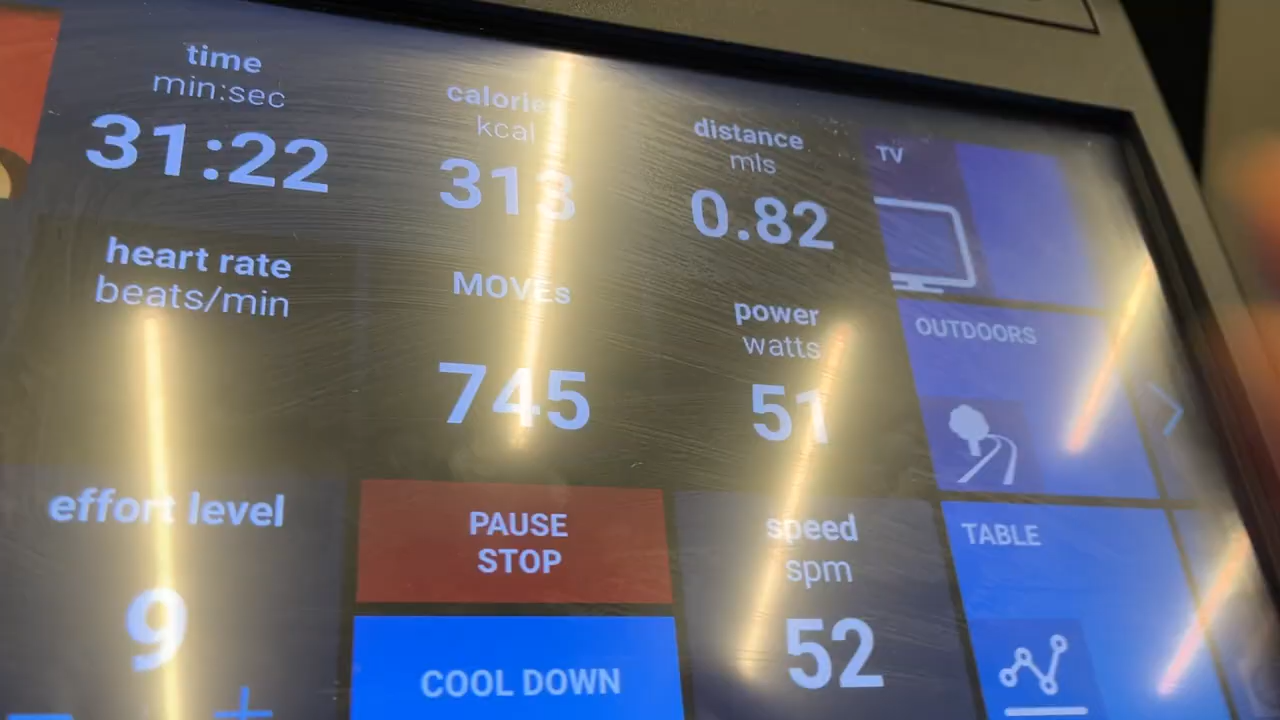 time
min:sec
31:22
calories
kcal
313
distance
mls
0.82
TV
heart rate
beats/min
MOVEs
745
power
watts
51
OUTDOORS
effort level
9
+
PAUSE
STOP
COOL DOWN
speed
spm
52
TABLE